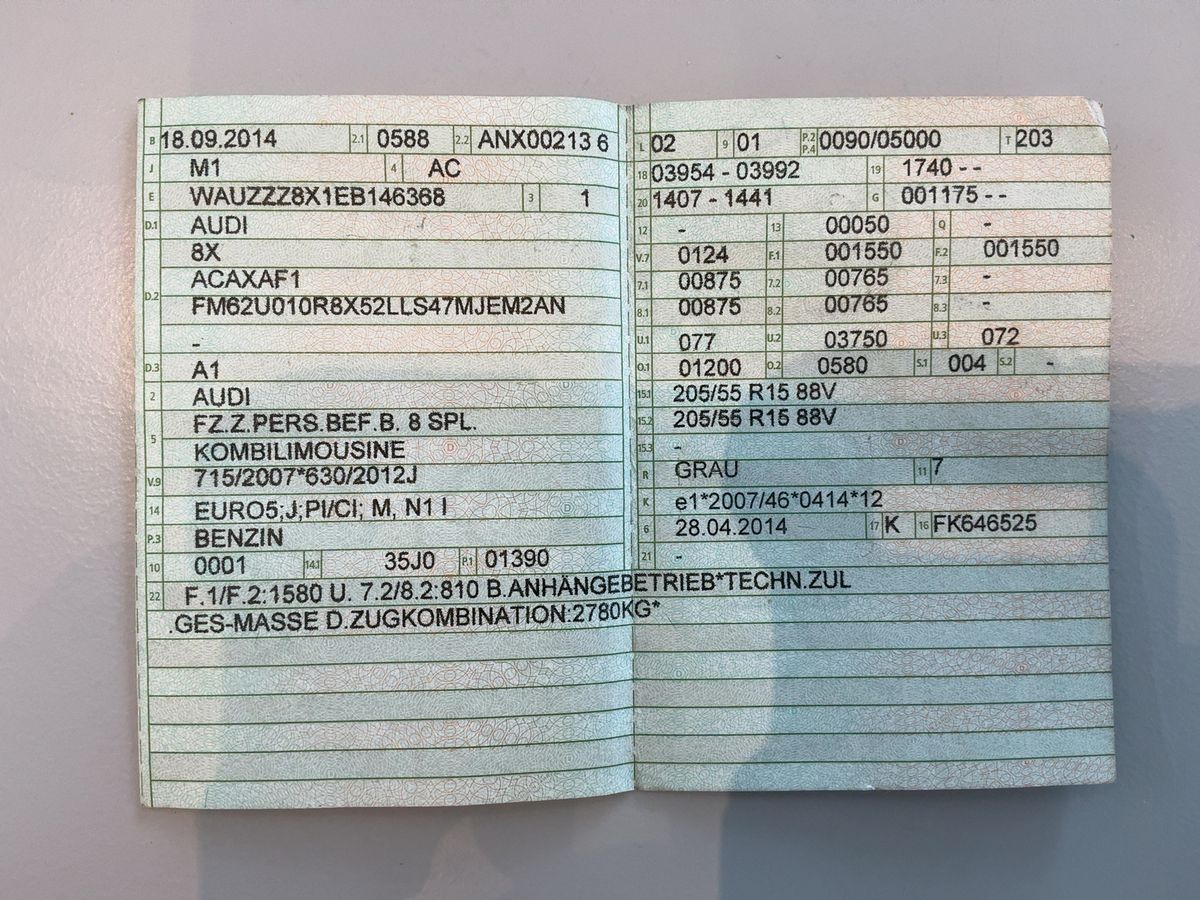 B 18.09.2014 2.1 0588 2.2 ANX00213 6
J M1 4 AC
E WAUZZZ8X1EB146368 3 1
D.1 AUDI
8X
D.2 ACAXAF1
FM62U010R8X52LLS47MJEM2AN
-
D.3 A1
2 AUDI
5 FZ.Z.PERS.BEF.B. 8 SPL.
KOMBILIMOUSINE
V.9 715/2007*630/2012J
14 EURO5;J;PI/CI; M, N1 I
P.3 BENZIN
10 0001 14.1 35J0 P.1 01390
L 02 9 01 P.2 P.4 0090/05000 T 203
18 03954 - 03992 19 1740 - -
20 1407 - 1441 G 001175 - -
12 - 13 00050 Q -
V.7 0124 F.1 001550 F.2 001550
7.1 00875 7.2 00765 7.3 -
8.1 00875 8.2 00765 8.3 -
U.1 077 U.2 03750 U.3 072
O.1 01200 O.2 0580 S.1 004 S.2 -
15.1 205/55 R15 88V
15.2 205/55 R15 88V
15.3 -
R GRAU 11 7
K e1*2007/46*0414*12
6 28.04.2014 17 K 16 FK646525
21 -
22 F.1/F.2:1580 U. 7.2/8.2:810 B.ANHÄNGEBETRIEB*TECHN.ZUL
.GES-MASSE D.ZUGKOMBINATION:2780KG*